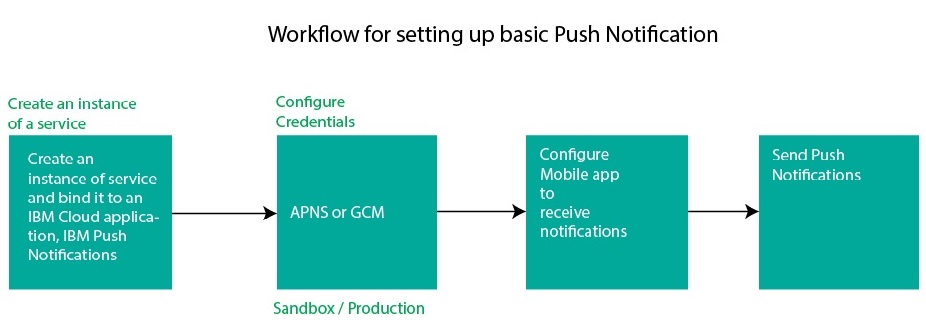 Workflow for setting up basic Push Notification
Create an instance
of a service
Create an
instance of service
and bind it to an
IBM Cloud applica-
tion, IBM Push
Notifications
Configure
Credentials
APNS or GCM
Sandbox / Production
Configure
Mobile app
to
receive
notifications
Send Push
Notifications